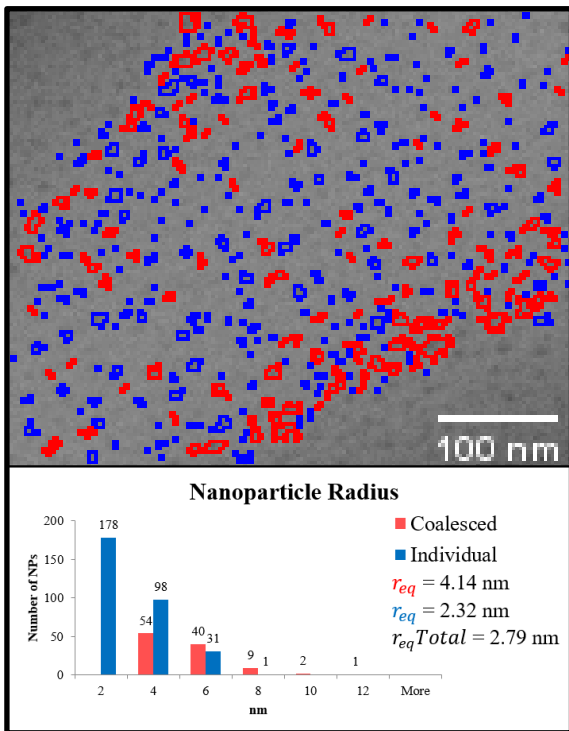 100 nm
Nanoparticle Radius
Number of NPs
200
150
100
50
0
178
54
98
40
31
9
1
2
1
2
4
6
8
10
12
More
nm
Coalesced
Individual
r_eq = 4.14 nm
r_eq = 2.32 nm
r_eq Total = 2.79 nm